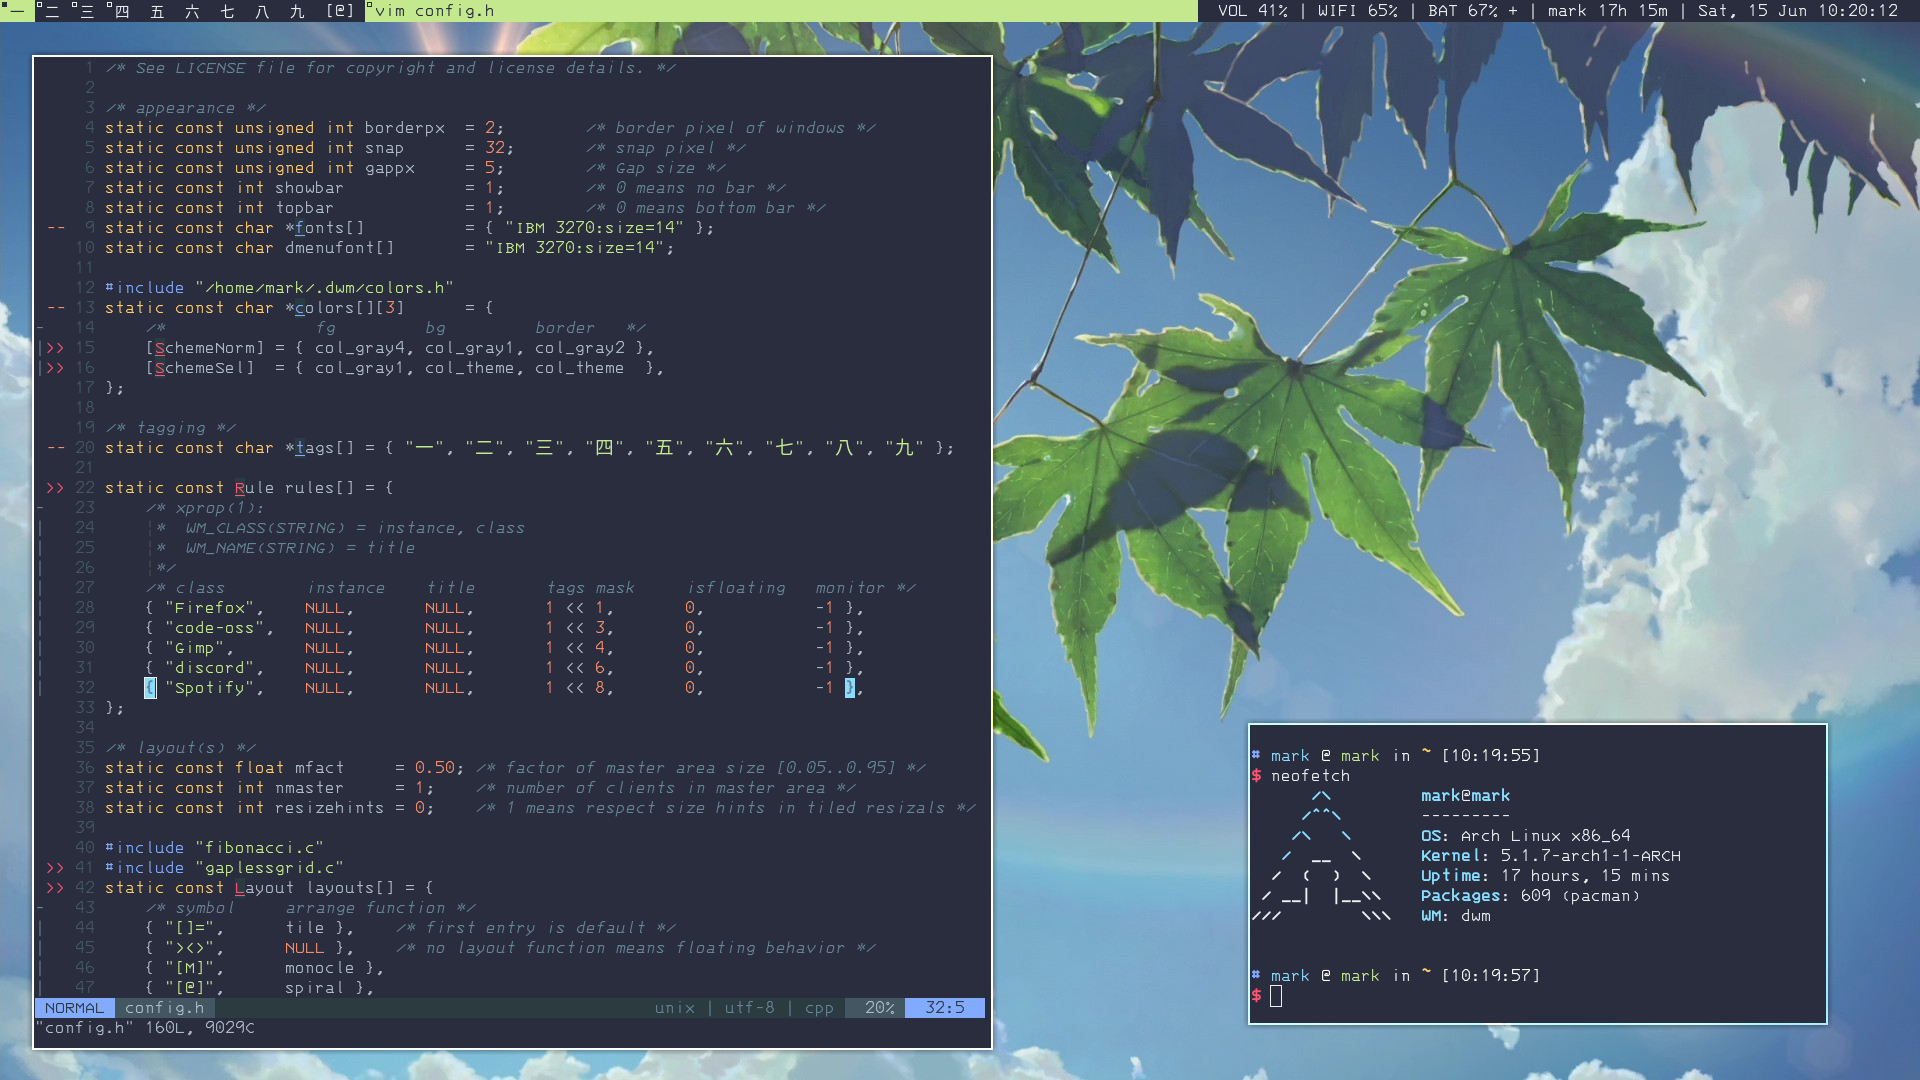 一 二 三 四 五 六 七 八 九 [@] vim config.h VOL 41% | WIFI 65% | BAT 67% + | mark 17h 15m | Sat, 15 Jun 10:20:12
1 /* See LICENSE file for copyright and license details. */
2
3 /* appearance */
4 static const unsigned int borderpx = 2; /* border pixel of windows */
5 static const unsigned int snap = 32; /* snap pixel */
6 static const unsigned int gappx = 5; /* Gap size */
7 static const int showbar = 1; /* 0 means no bar */
8 static const int topbar = 1; /* 0 means bottom bar */
-- 9 static const char *fonts[] = { "IBM 3270:size=14" };
10 static const char dmenufont[] = "IBM 3270:size=14";
11
12 #include "/home/mark/.dwm/colors.h"
-- 13 static const char *colors[][3] = {
- 14 /* fg bg border */
|>> 15 [SchemeNorm] = { col_gray4, col_gray1, col_gray2 },
|>> 16 [SchemeSel] = { col_gray1, col_theme, col_theme },
17 };
18
19 /* tagging */
-- 20 static const char *tags[] = { "一", "二", "三", "四", "五", "六", "七", "八", "九" };
21
>> 22 static const Rule rules[] = {
- 23 /* xprop(1):
| 24 ¦* WM_CLASS(STRING) = instance, class
| 25 ¦* WM_NAME(STRING) = title
| 26 ¦*/
| 27 /* class instance title tags mask isfloating monitor */
| 28 { "Firefox", NULL, NULL, 1 << 1, 0, -1 },
| 29 { "code-oss", NULL, NULL, 1 << 3, 0, -1 },
| 30 { "Gimp", NULL, NULL, 1 << 4, 0, -1 },
| 31 { "discord", NULL, NULL, 1 << 6, 0, -1 },
| 32 { "Spotify", NULL, NULL, 1 << 8, 0, -1 },
33 };
34
35 /* layout(s) */
36 static const float mfact = 0.50; /* factor of master area size [0.05..0.95] */
37 static const int nmaster = 1; /* number of clients in master area */
38 static const int resizehints = 0; /* 1 means respect size hints in tiled resizals */
39
40 #include "fibonacci.c"
>> 41 #include "gaplessgrid.c"
>> 42 static const Layout layouts[] = {
- 43 /* symbol arrange function */
| 44 { "[]=", tile }, /* first entry is default */
| 45 { "><>", NULL }, /* no layout function means floating behavior */
| 46 { "[M]", monocle },
| 47 { "[@]", spiral },
NORMAL config.h unix | utf-8 | cpp 20% 32:5
"config.h" 160L, 9029C
# mark @ mark in ~ [10:19:55]
$ neofetch
mark@mark
---------
OS: Arch Linux x86_64
Kernel: 5.1.7-arch1-1-ARCH
Uptime: 17 hours, 15 mins
Packages: 609 (pacman)
WM: dwm
# mark @ mark in ~ [10:19:57]
$